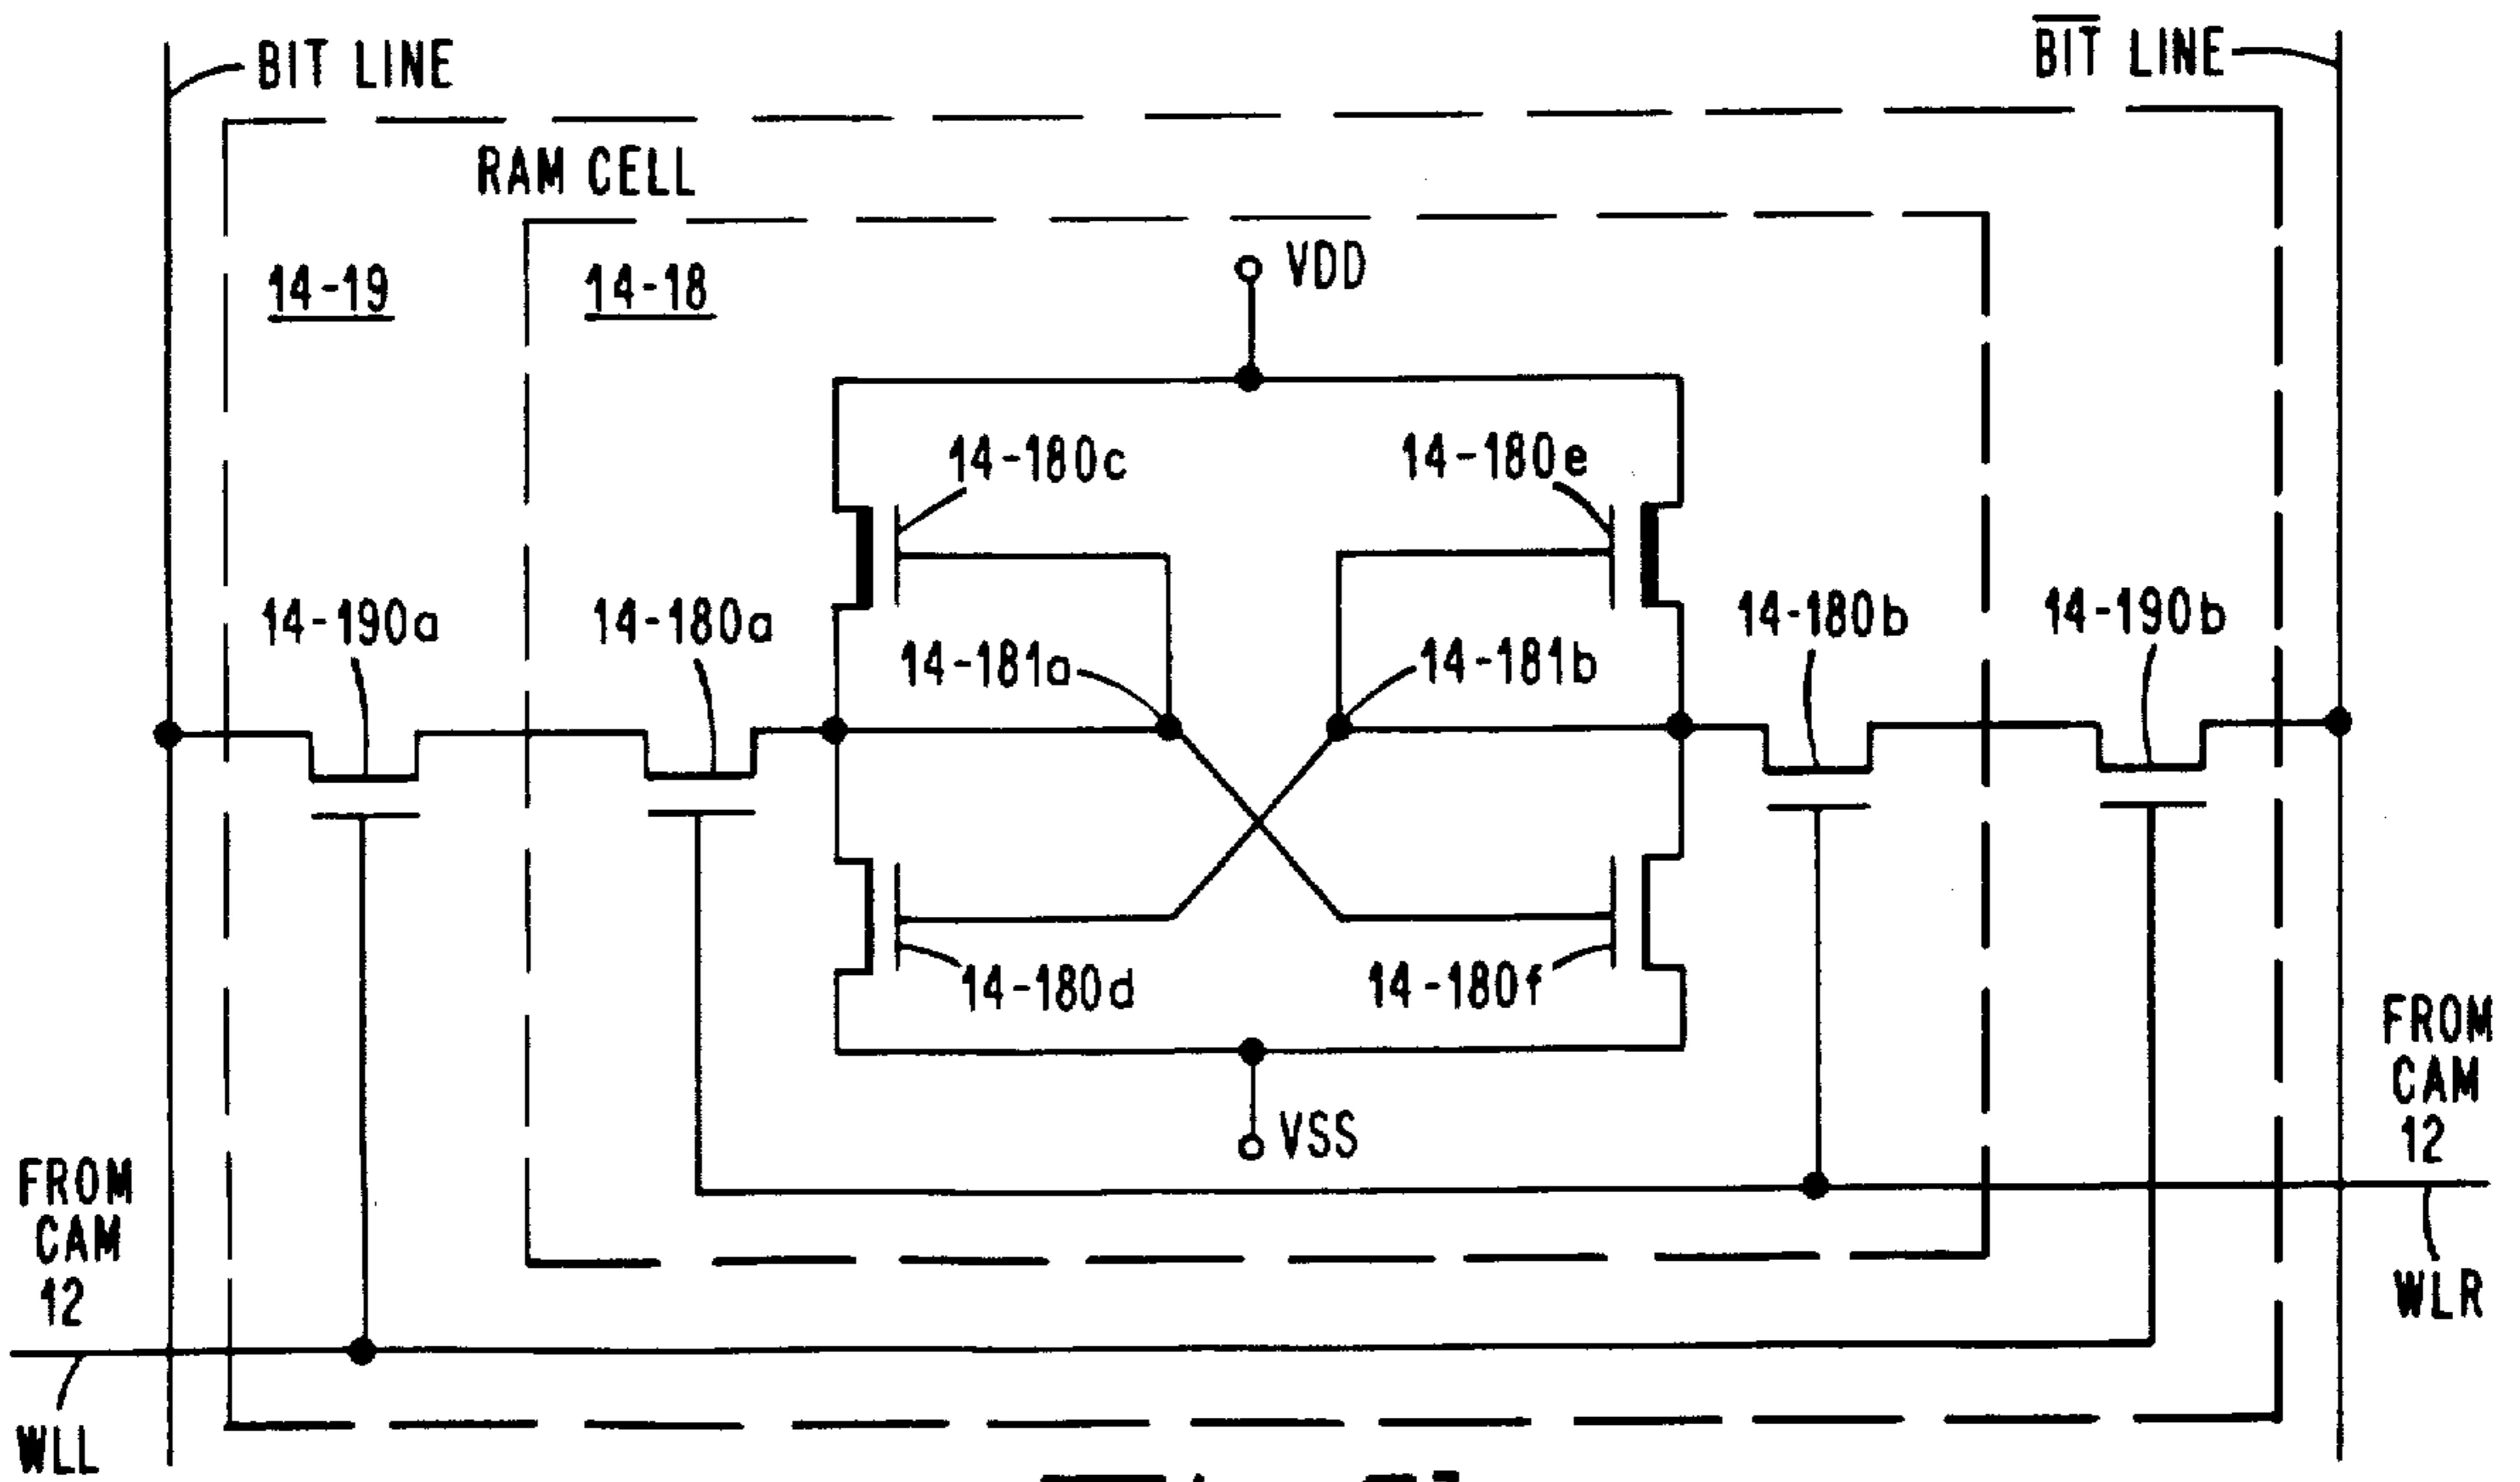 BIT LINE
B̅I̅T̅ LINE
RAM CELL
14-19
14-18
VDD
14-180c
14-180e
14-190a
14-180a
14-181a
14-181b
14-180b
14-190b
14-180d
14-180f
VSS
FROM
CAM
12
WLR
FROM
CAM
12
WLL